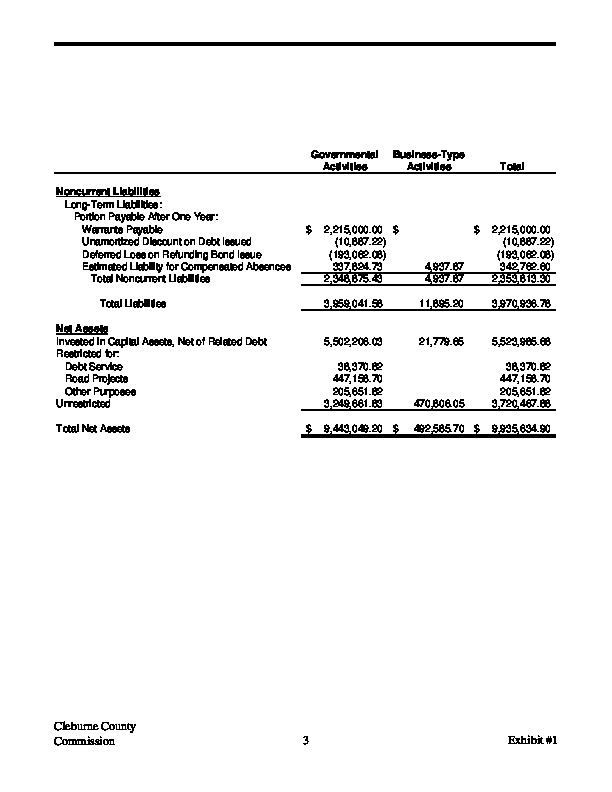 Governmental Activities Business-Type Activities Total
Noncurrent Liabilities
Long-Term Liabilities:
Portion Payable After One Year:
Warrants Payable $ 2,215,000.00 $ $ 2,215,000.00
Unamortized Discount on Debt Issued (10,887.22) (10,887.22)
Deferred Loss on Refunding Bond Issue (193,062.08) (193,062.08)
Estimated Liability for Compensated Absences 337,824.73 4,937.87 342,762.60
Total Noncurrent Liabilities 2,348,875.43 4,937.87 2,353,813.30
Total Liabilities 3,959,041.56 11,895.20 3,970,936.76
Net Assets
Invested in Capital Assets, Net of Related Debt 5,502,206.03 21,779.65 5,523,985.68
Restricted for:
Debt Service 38,370.82 38,370.82
Road Projects 447,158.70 447,158.70
Other Purposes 205,651.82 205,651.82
Unrestricted 3,249,661.83 470,806.05 3,720,467.88
Total Net Assets $ 9,443,049.20 $ 492,585.70 $ 9,935,634.90
Cleburne County
Commission 3 Exhibit #1